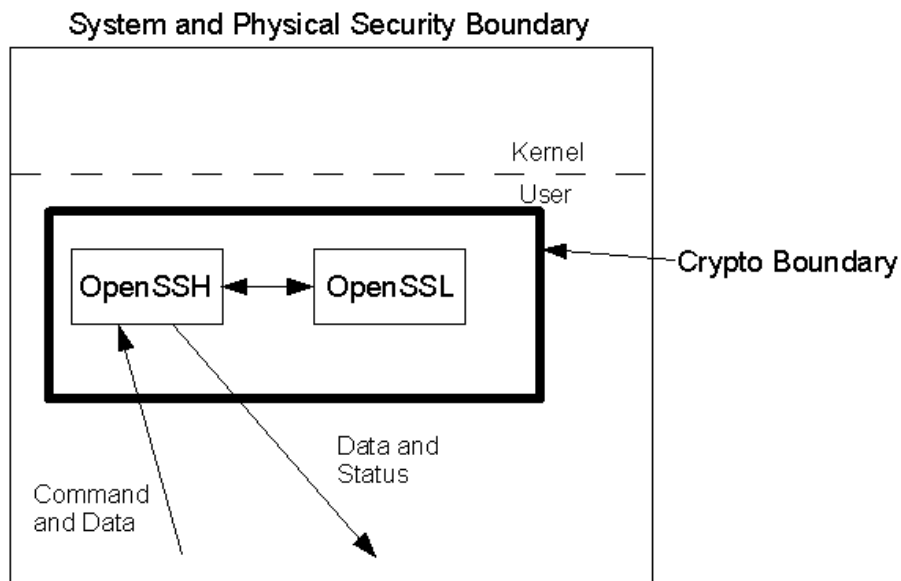 System and Physical Security Boundary
Kernel
User
Crypto Boundary
OpenSSH
OpenSSL
Data and
Status
Command
and Data